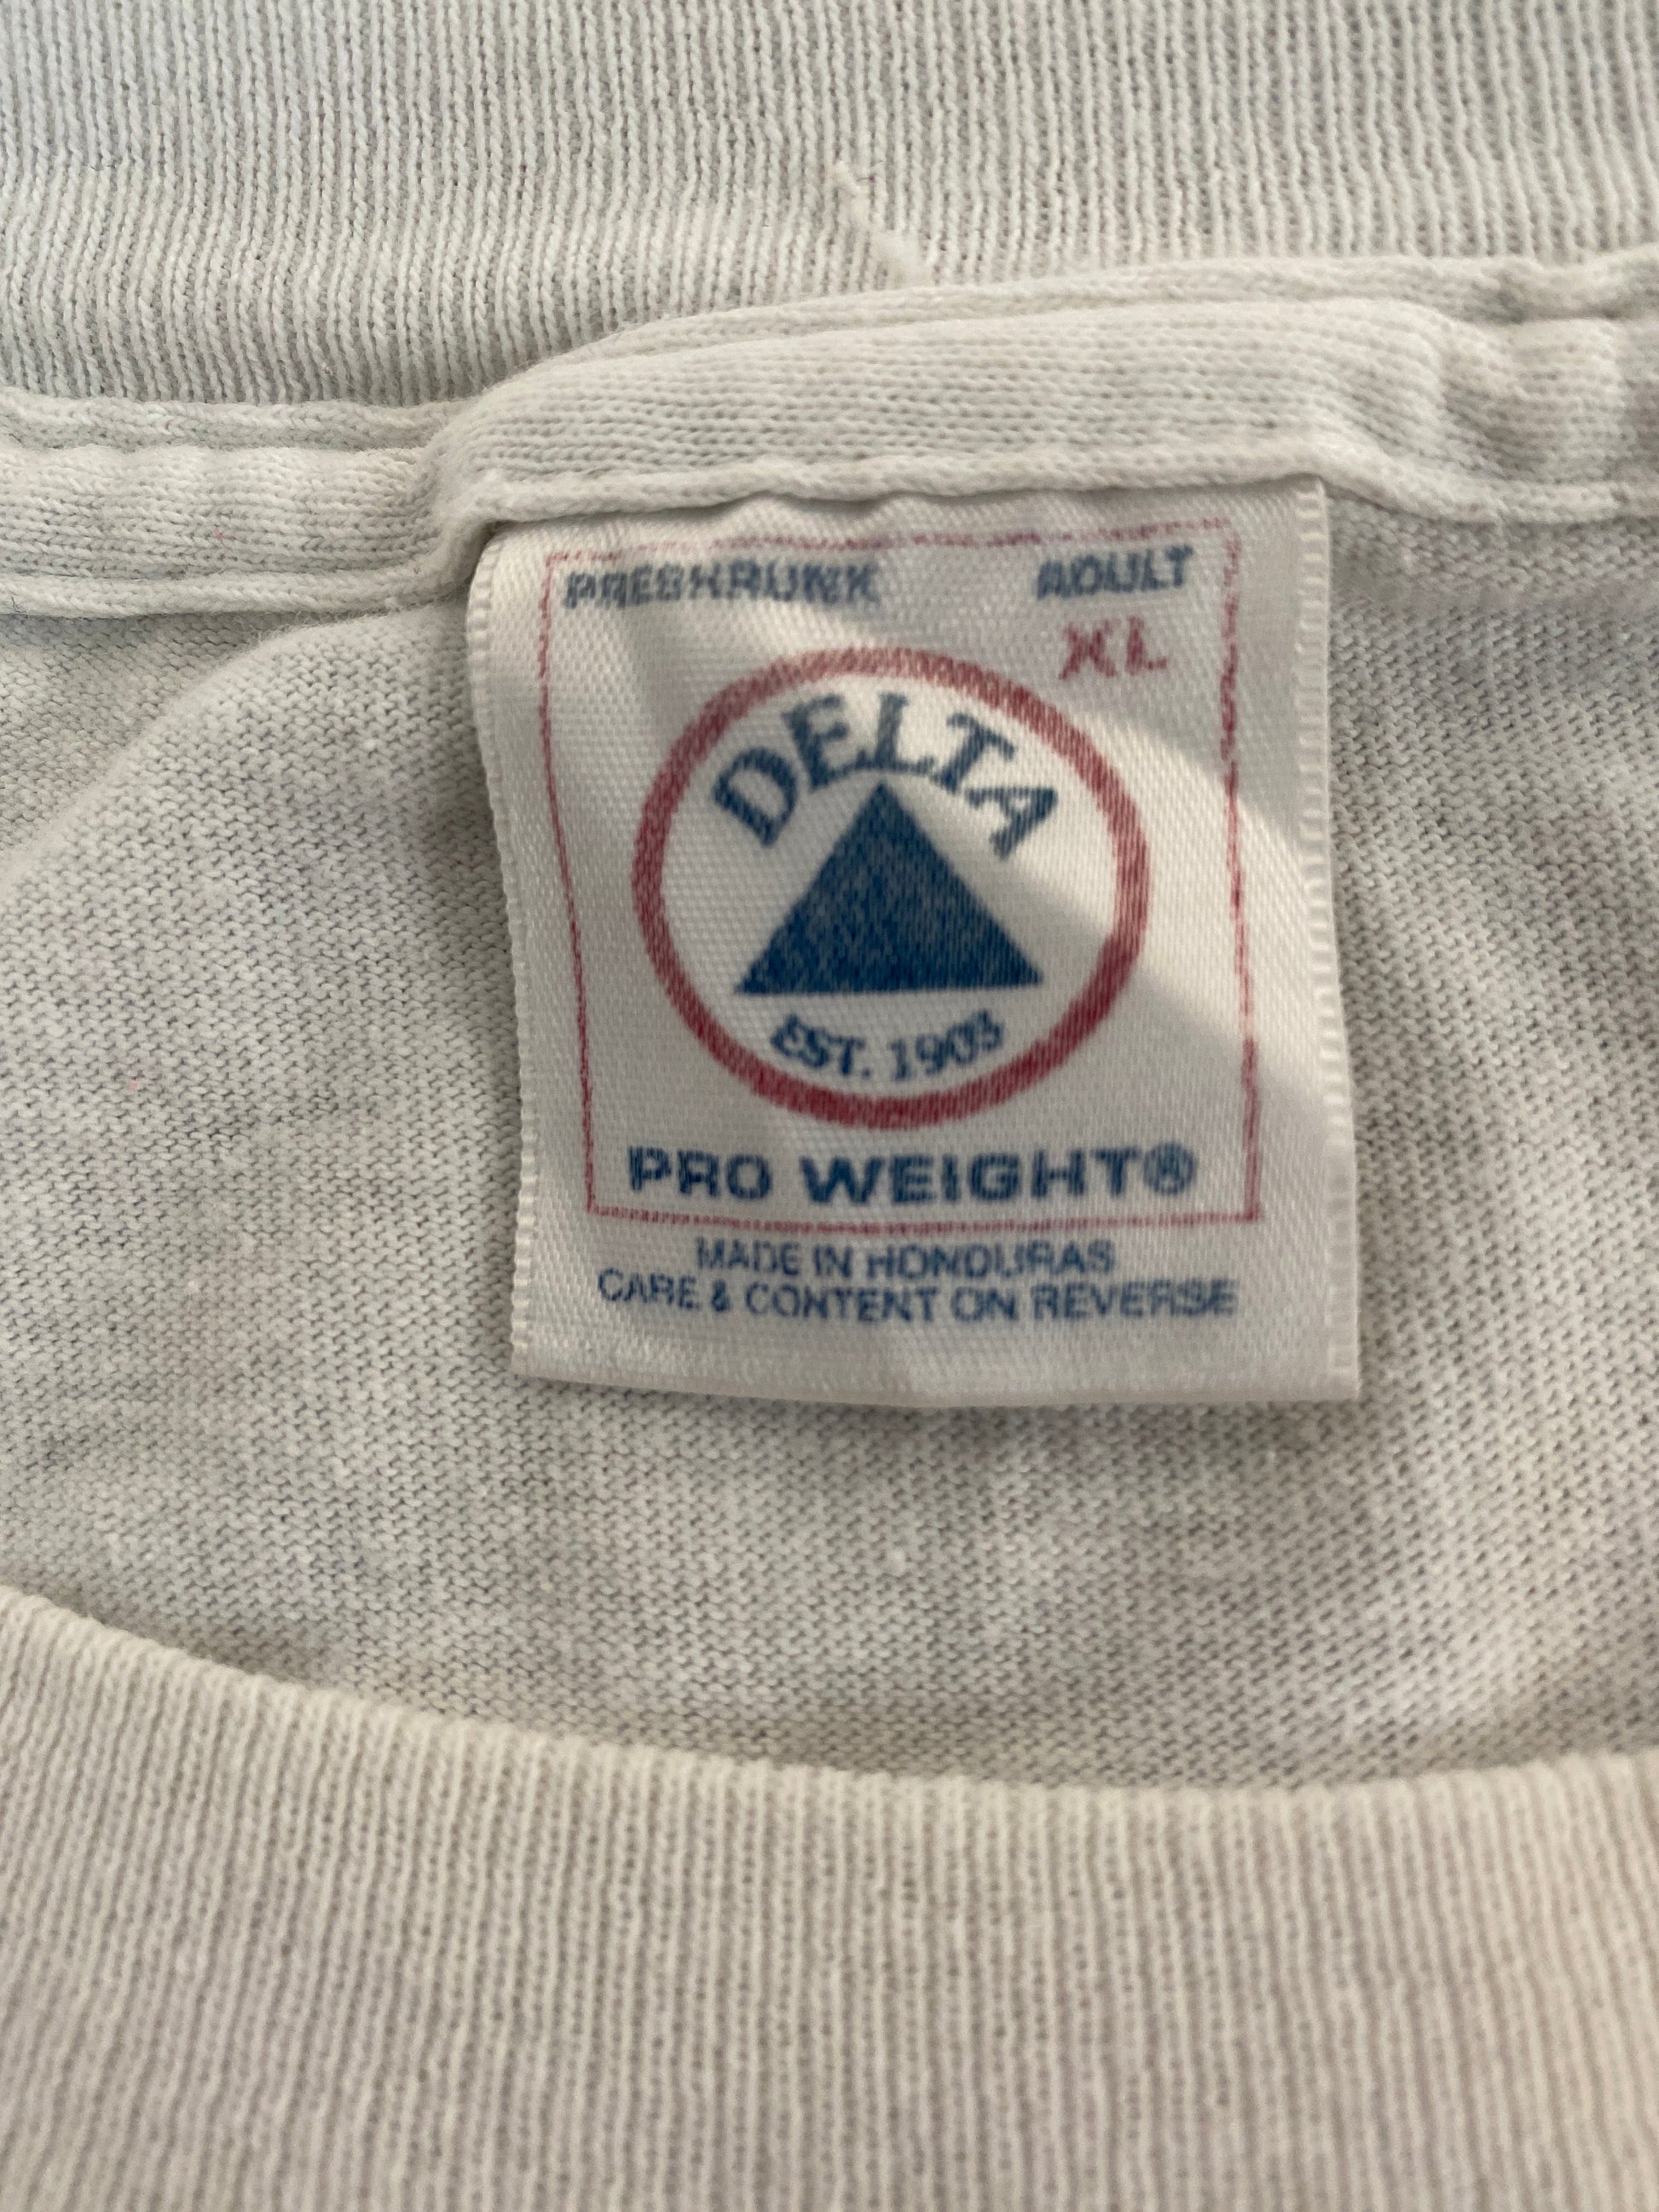 PRESHRUNK ADULT
XL
DELTA
EST. 1903
PRO WEIGHT®
MADE IN HONDURAS
CARE & CONTENT ON REVERSE